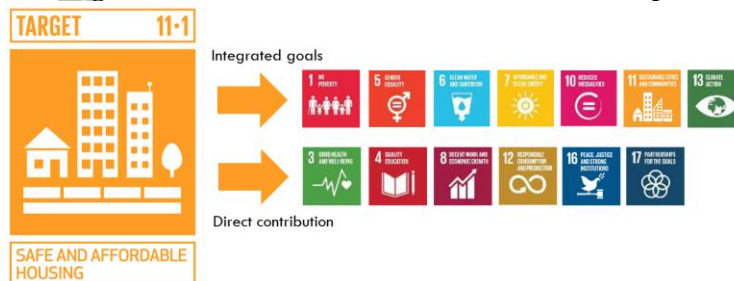 TARGET 11·1
Integrated goals
1 NO POVERTY
5 GENDER EQUALITY
6 CLEAN WATER AND SANITATION
7 AFFORDABLE AND CLEAN ENERGY
10 REDUCED INEQUALITIES
11 SUSTAINABLE CITIES AND COMMUNITIES
13 CLIMATE ACTION
3 GOOD HEALTH AND WELL-BEING
4 QUALITY EDUCATION
8 DECENT WORK AND ECONOMIC GROWTH
12 RESPONSIBLE CONSUMPTION AND PRODUCTION
16 PEACE, JUSTICE AND STRONG INSTITUTIONS
17 PARTNERSHIPS FOR THE GOALS
Direct contribution
SAFE AND AFFORDABLE
HOUSING